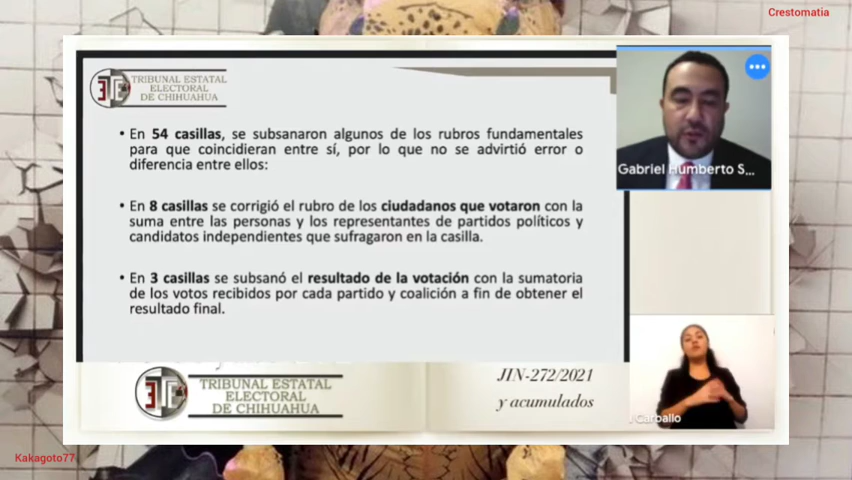 Crestomatia
TRIBUNAL ESTATAL
ELECTORAL
DE CHIHUAHUA
• En 54 casillas, se subsanaron algunos de los rubros fundamentales
para que coincidieran entre sí, por lo que no se advirtió error o
diferencia entre ellos:
• En 8 casillas se corrigió el rubro de los ciudadanos que votaron con la
suma entre las personas y los representantes de partidos políticos y
candidatos independientes que sufragaron en la casilla.
• En 3 casillas se subsanó el resultado de la votación con la sumatoria
de los votos recibidos por cada partido y coalición a fin de obtener el
resultado final.
Gabriel Humberto S...
TRIBUNAL ESTATAL
ELECTORAL
DE CHIHUAHUA
JIN-272/2021
y acumulados
Carballo
Kakagoto77